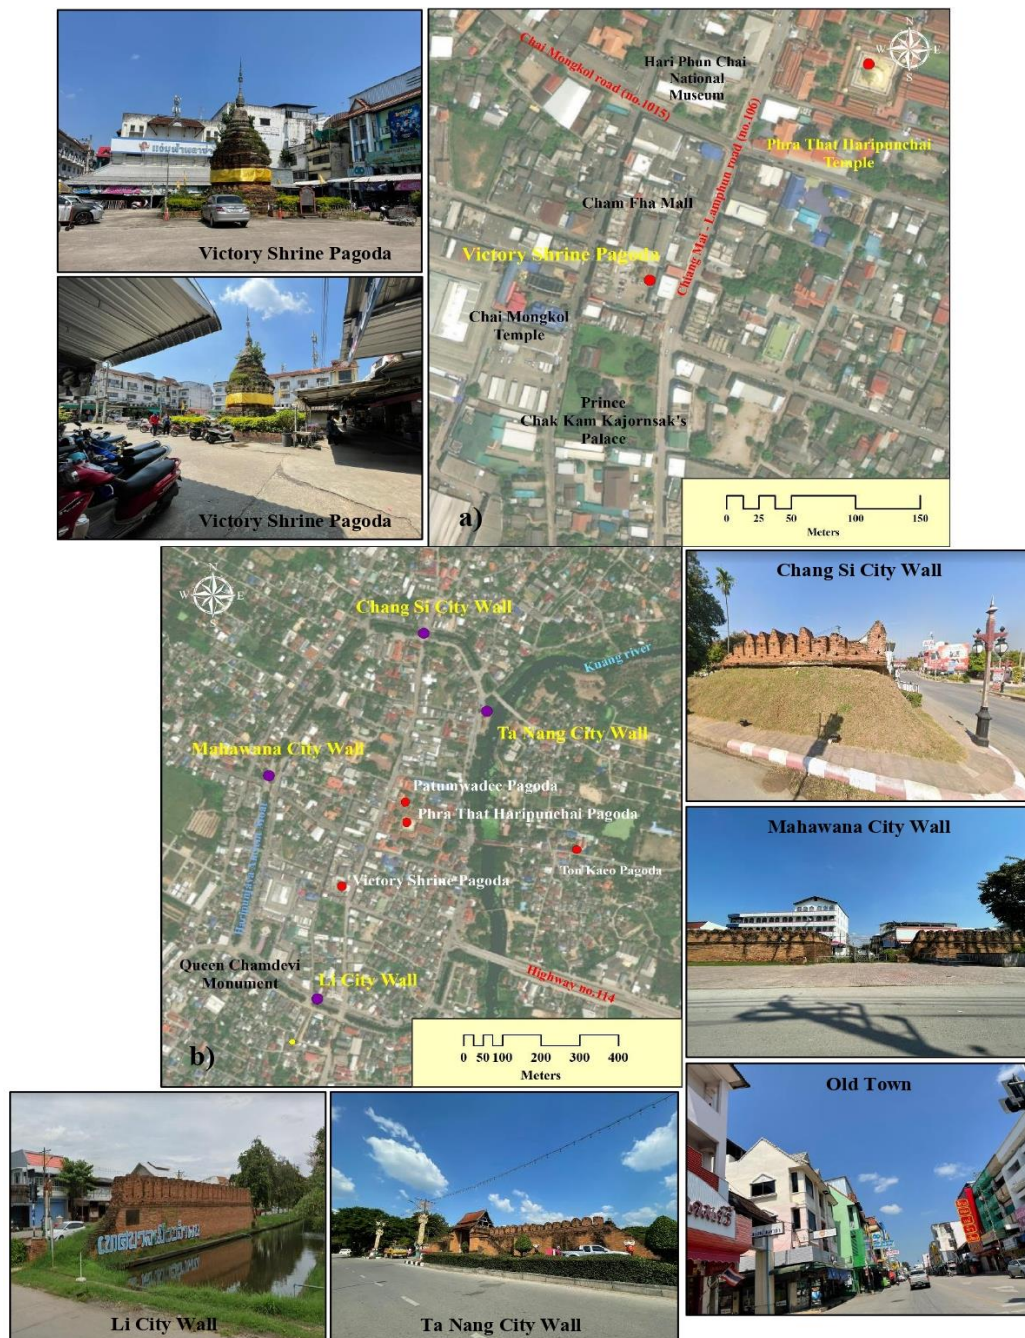 Victory Shrine Pagoda
Victory Shrine Pagoda
N
W
E
S
Chai Mongkol road (no.1015)
Hari Phun Chai
National
Museum
Chiang Mai - Lamphun road (no.106)
Phra That Haripunchai
Temple
Cham Fha Mall
Victory Shrine Pagoda
Chai Mongkol
Temple
Prince
Chak Kam Kajornsak's
Palace
a)
0 25 50 100 150
Meters
N
W
E
S
Chang Si City Wall
Kuang river
Ta Nang City Wall
Mahawana City Wall
Patumwadee Pagoda
Phra That Haripunchai Pagoda
Ton Kaeo Pagoda
Victory Shrine Pagoda
Queen Chamdevi
Monument
Li City Wall
Highway no.114
b)
0 50 100 200 300 400
Meters
Chang Si City Wall
Mahawana City Wall
Old Town
Li City Wall
Ta Nang City Wall